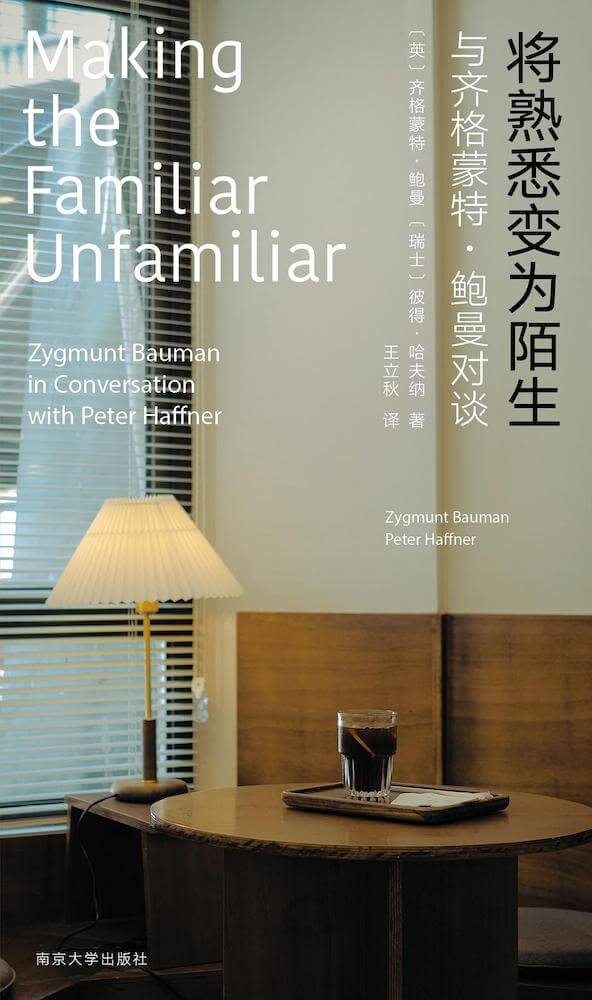 Making
the
Familiar
Unfamiliar
Zygmunt Bauman
in Conversation
with Peter Haffner
将熟悉变为陌生
与齐格蒙特·鲍曼对谈
〔英〕齐格蒙特·鲍曼 〔瑞士〕彼得·哈夫纳 著
王立秋 译
Zygmunt Bauman
Peter Haffner
南京大学出版社